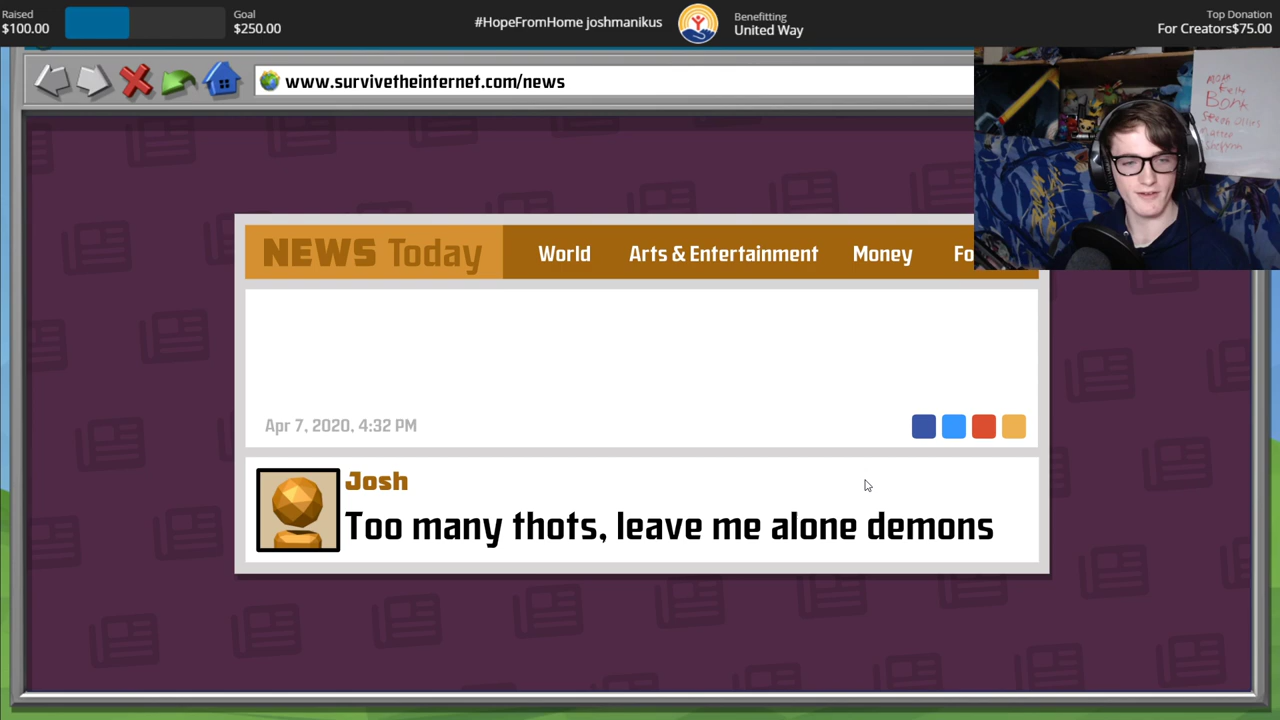 Raised
$100.00
Goal
$250.00
#HopeFromHome joshmanikus
Benefitting
United Way
Top Donation
For Creators$75.00
www.survivetheinternet.com/news
Bork
NEWS Today
World
Arts & Entertainment
Money
Fo
Apr 7, 2020, 4:32 PM
Josh
Too many thots, leave me alone demons